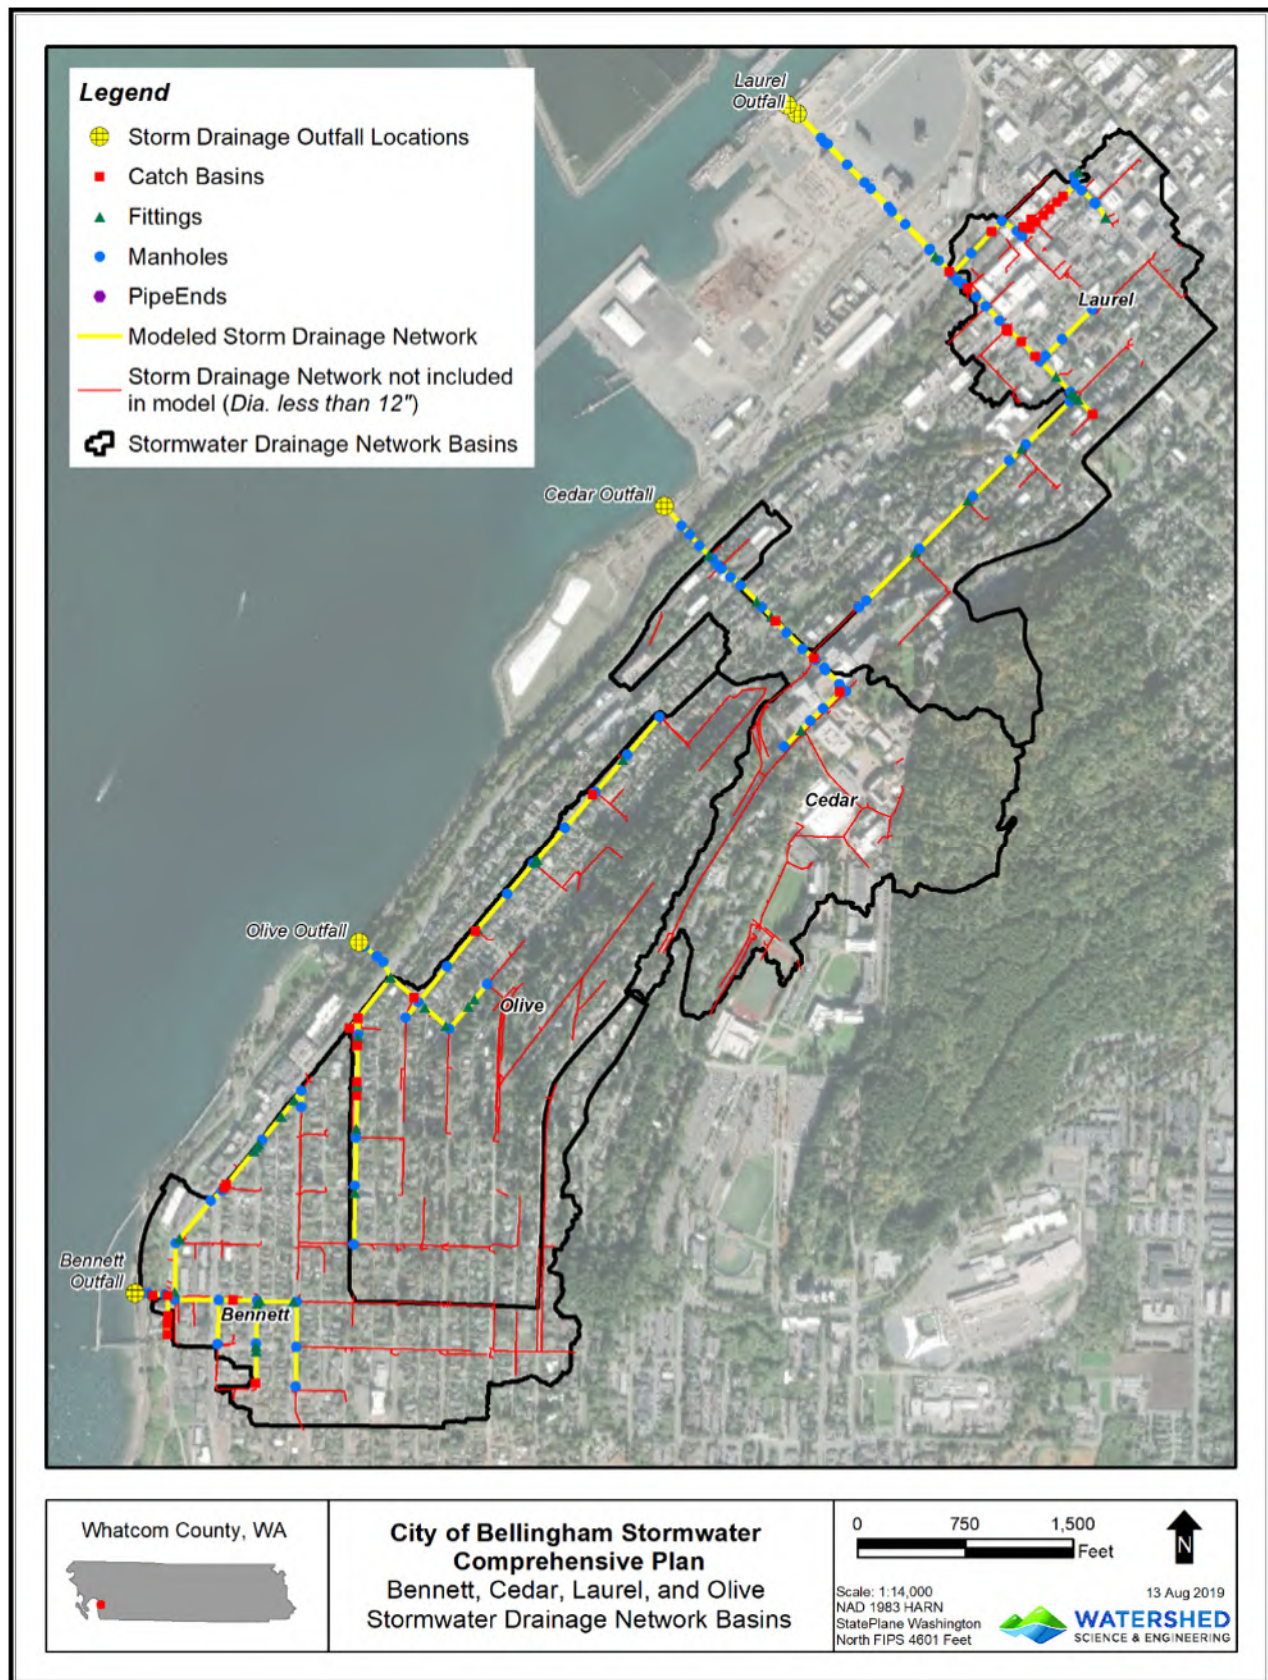 Legend
Storm Drainage Outfall Locations
Catch Basins
Fittings
Manholes
PipeEnds
Modeled Storm Drainage Network
Storm Drainage Network not included
in model (Dia. less than 12")
Stormwater Drainage Network Basins
Laurel
Outfall
Laurel
Cedar Outfall
Cedar
Olive Outfall
Olive
Bennett
Outfall
Bennett
Whatcom County, WA
City of Bellingham Stormwater
Comprehensive Plan
Bennett, Cedar, Laurel, and Olive
Stormwater Drainage Network Basins
0 750 1,500
Feet
N
Scale: 1:14,000
NAD 1983 HARN
StatePlane Washington
North FIPS 4601 Feet
13 Aug 2019
WATERSHED
SCIENCE & ENGINEERING